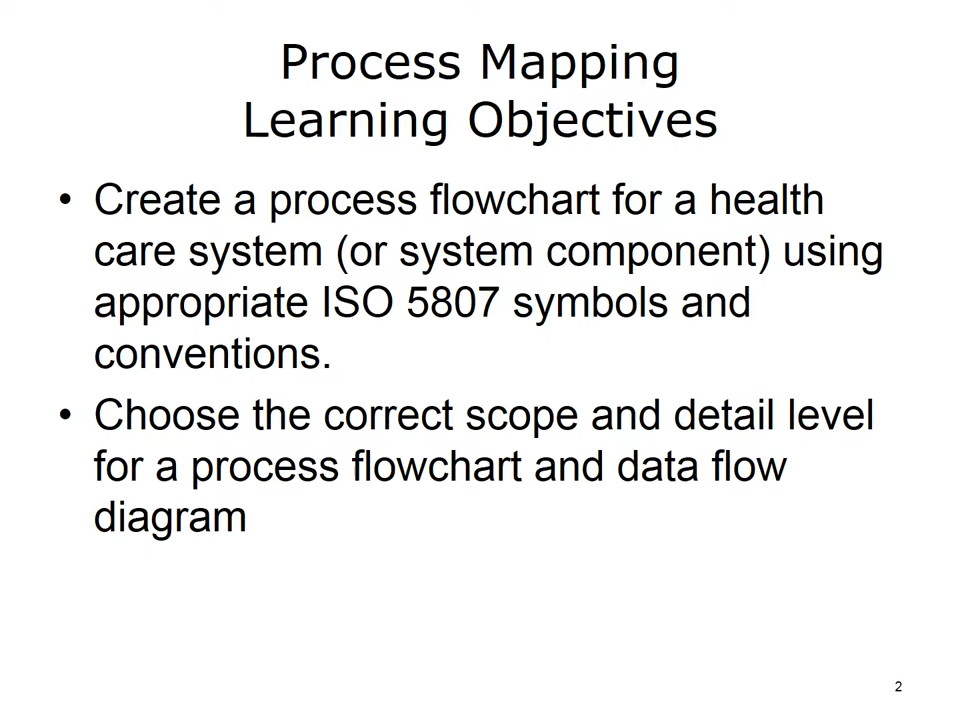 Process Mapping
Learning Objectives
• Create a process flowchart for a health
care system (or system component) using
appropriate ISO 5807 symbols and
conventions.
• Choose the correct scope and detail level
for a process flowchart and data flow
diagram
2